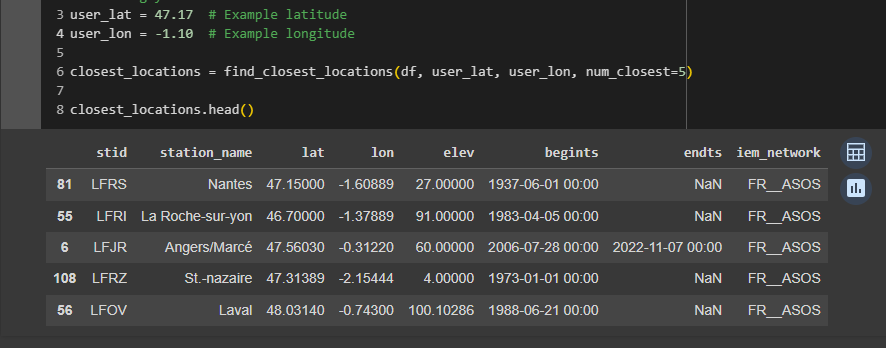 3 user_lat = 47.17  # Example latitude
4 user_lon = -1.10  # Example longitude
5
6 closest_locations = find_closest_locations(df, user_lat, user_lon, num_closest=5)
7
8 closest_locations.head()
stid station_name lat lon elev begints endts iem_network
81 LFRS Nantes 47.15000 -1.60889 27.00000 1937-06-01 00:00 NaN FR__ASOS
55 LFRI La Roche-sur-yon 46.70000 -1.37889 91.00000 1983-04-05 00:00 NaN FR__ASOS
6 LFJR Angers/Marcé 47.56030 -0.31220 60.00000 2006-07-28 00:00 2022-11-07 00:00 FR__ASOS
108 LFRZ St.-nazaire 47.31389 -2.15444 4.00000 1973-01-01 00:00 NaN FR__ASOS
56 LFOV Laval 48.03140 -0.74300 100.10286 1988-06-21 00:00 NaN FR__ASOS